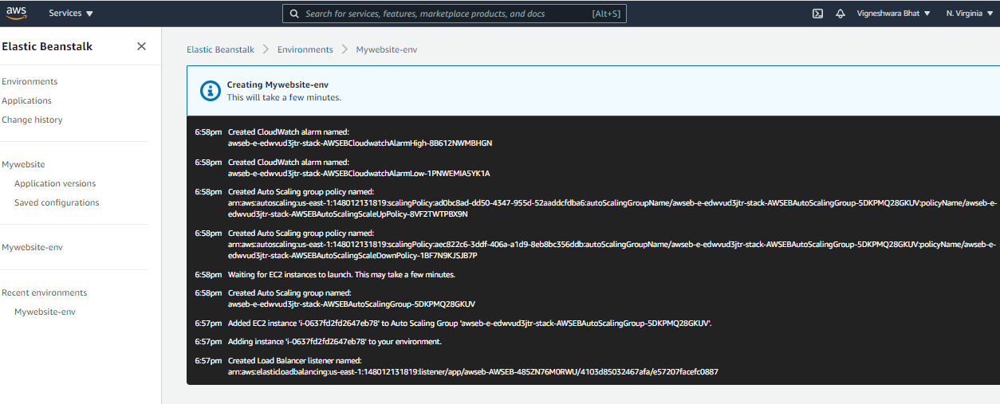 aws
Services ▼
Search for services, features, marketplace products, and docs
[Alt+S]
Vigneshwara Bhat ▼
N. Virginia ▼
Elastic Beanstalk
Environments
Applications
Change history
Mywebsite
Application versions
Saved configurations
Mywebsite-env
Recent environments
Mywebsite-env
Elastic Beanstalk > Environments > Mywebsite-env
Creating Mywebsite-env
This will take a few minutes.
6:58pm Created CloudWatch alarm named:
awseb-e-edwvud3jtr-stack-AWSEBCloudwatchAlarmHigh-8B612NWMBHGN
6:58pm Created CloudWatch alarm named:
awseb-e-edwvud3jtr-stack-AWSEBCloudwatchAlarmLow-1PNWEMIA5YK1A
6:58pm Created Auto Scaling group policy named:
arn:aws:autoscaling:us-east-1:148012131819:scalingPolicy:ad0bc8ad-dd50-4347-955d-52aaddcfdba6:autoScalingGroupName/awseb-e-edwvud3jtr-stack-AWSEBAutoScalingGroup-5DKPMQ28GKUV:policyName/awseb-e-
edwvud3jtr-stack-AWSEBAutoScalingScaleUpPolicy-8VF2TWTPBX9N
6:58pm Created Auto Scaling group policy named:
arn:aws:autoscaling:us-east-1:148012131819:scalingPolicy:aec822c6-3ddf-406a-a1d9-8eb8bc356ddb:autoScalingGroupName/awseb-e-edwvud3jtr-stack-AWSEBAutoScalingGroup-5DKPMQ28GKUV:policyName/awseb-e-
edwvud3jtr-stack-AWSEBAutoScalingScaleDownPolicy-1BF7N9KJSJB7P
6:58pm Waiting for EC2 instances to launch. This may take a few minutes.
6:58pm Created Auto Scaling group named:
awseb-e-edwvud3jtr-stack-AWSEBAutoScalingGroup-5DKPMQ28GKUV
6:57pm Added EC2 instance 'i-0637fd2fd2647eb78' to Auto Scaling Group 'awseb-e-edwvud3jtr-stack-AWSEBAutoScalingGroup-5DKPMQ28GKUV'.
6:57pm Adding instance 'i-0637fd2fd2647eb78' to your environment.
6:57pm Created Load Balancer listener named:
arn:aws:elasticloadbalancing:us-east-1:148012131819:listener/app/awseb-AWSEB-485ZN76M0RWU/4103d85032467afa/e57207facefc0887